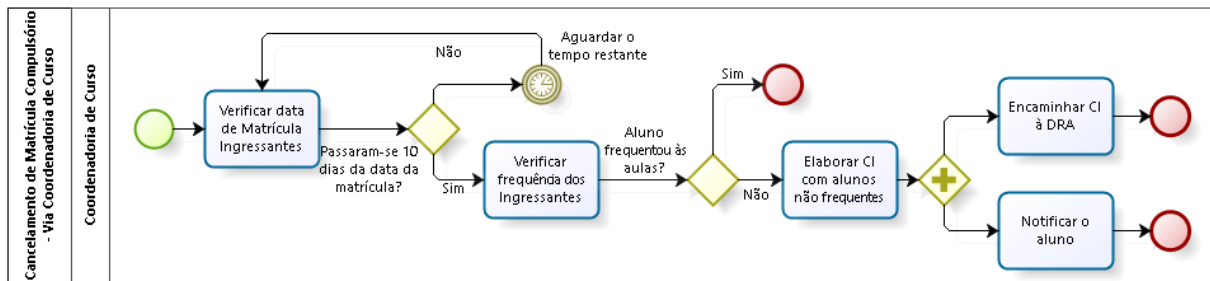 Cancelamento de Matrícula Compulsório
- Via Coordenadoria de Curso
Coordenadoria de Curso
Verificar data
de Matrícula
Ingressantes
Passaram-se 10
dias da data da
matrícula?
Não
Aguardar o
tempo restante
Sim
Verificar
frequência dos
Ingressantes
Aluno
frequentou às
aulas?
Sim
Não
Elaborar CI
com alunos
não frequentes
Encaminhar CI
à DRA
Notificar o
aluno